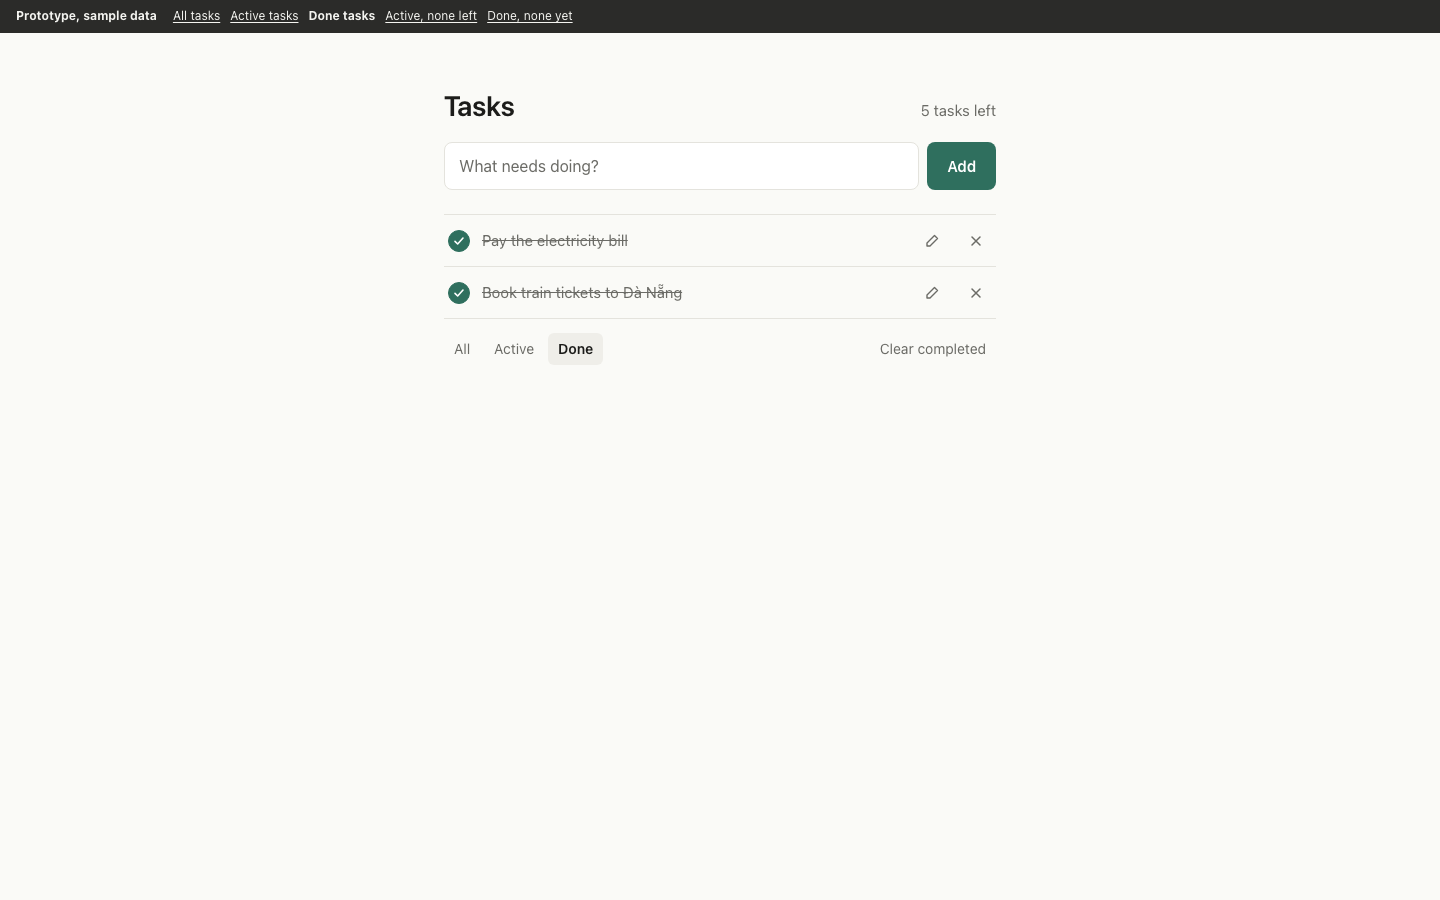 Prototype, sample data All tasks Active tasks Done tasks Active, none left Done, none yet
Tasks
5 tasks left
What needs doing?
Add
Pay the electricity bill
Book train tickets to Đà Nẵng
All Active Done Clear completed